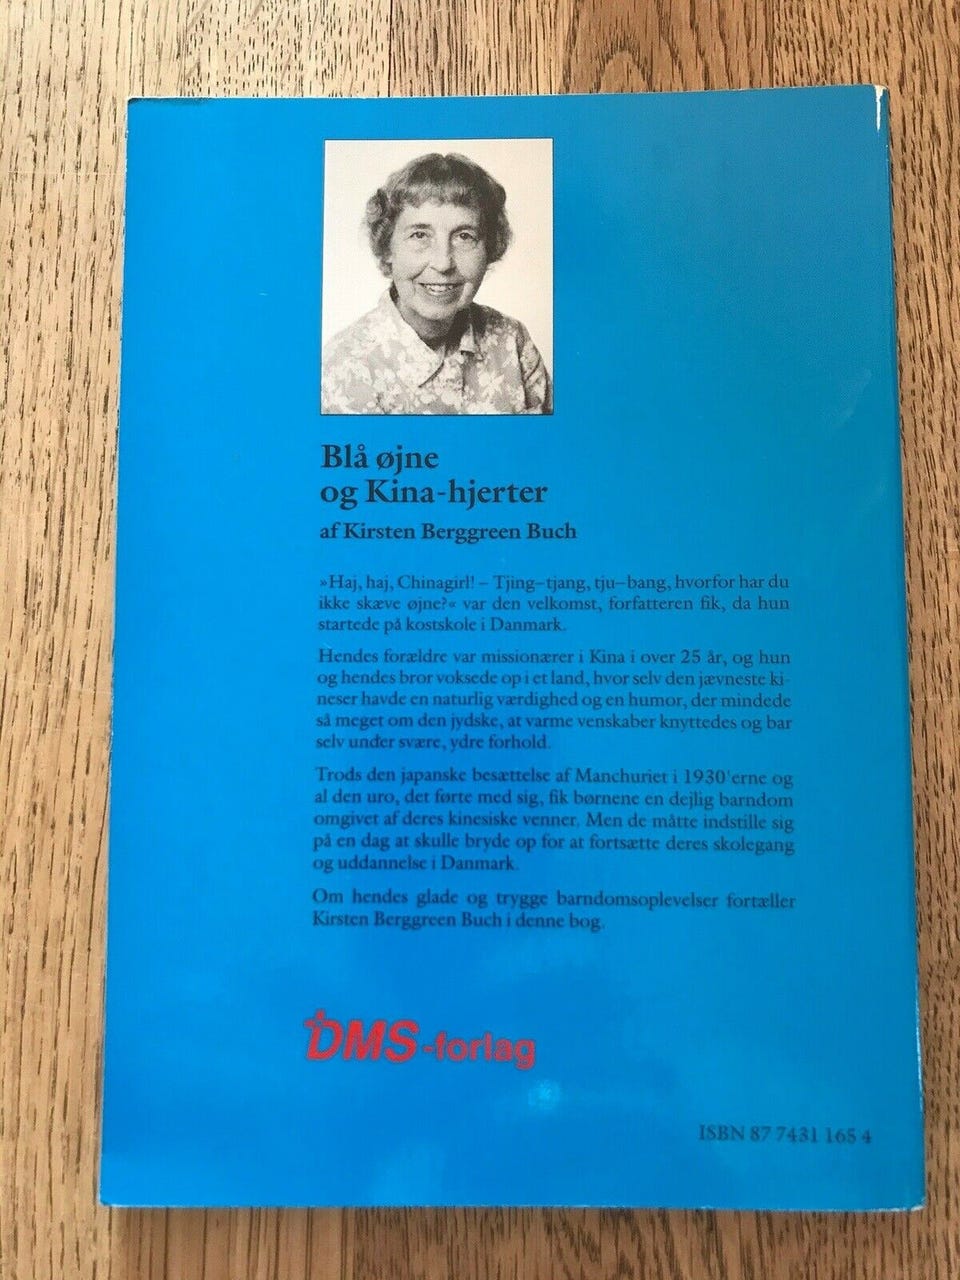 Blå øjne
og Kina-hjerter
af Kirsten Berggreen Buch
»Haj, haj, Chinagirl! – Tjing–tjang, tju–bang, hvorfor har du
ikke skæve øjne?« var den velkomst, forfatteren fik, da hun
startede på kostskole i Danmark.
Hendes forældre var missionærer i Kina i over 25 år, og hun
og hendes bror voksede op i et land, hvor selv den jævneste ki-
neser havde en naturlig værdighed og en humor, der mindede
så meget om den jydske, at varme venskaber knyttedes og bar
selv under svære, ydre forhold.
Trods den japanske besættelse af Manchuriet i 1930'erne og
al den uro, det førte med sig, fik børnene en dejlig barndom
omgivet af deres kinesiske venner. Men de måtte indstille sig
på en dag at skulle bryde op for at fortsætte deres skolegang
og uddannelse i Danmark.
Om hendes glade og trygge barndomsoplevelser fortæller
Kirsten Berggreen Buch i denne bog.
DMS-forlag
ISBN 87 7431 165 4